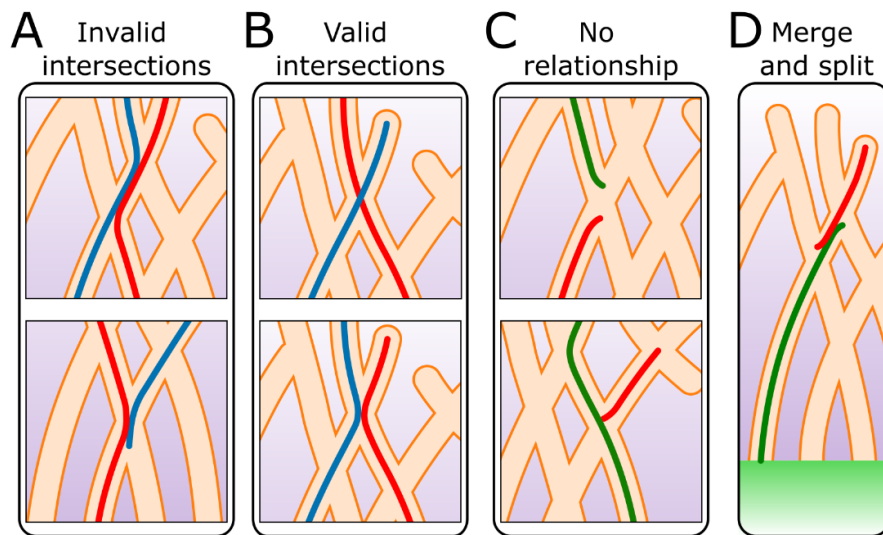 A Invalid
intersections
B Valid
intersections
C No
relationship
D Merge
and split